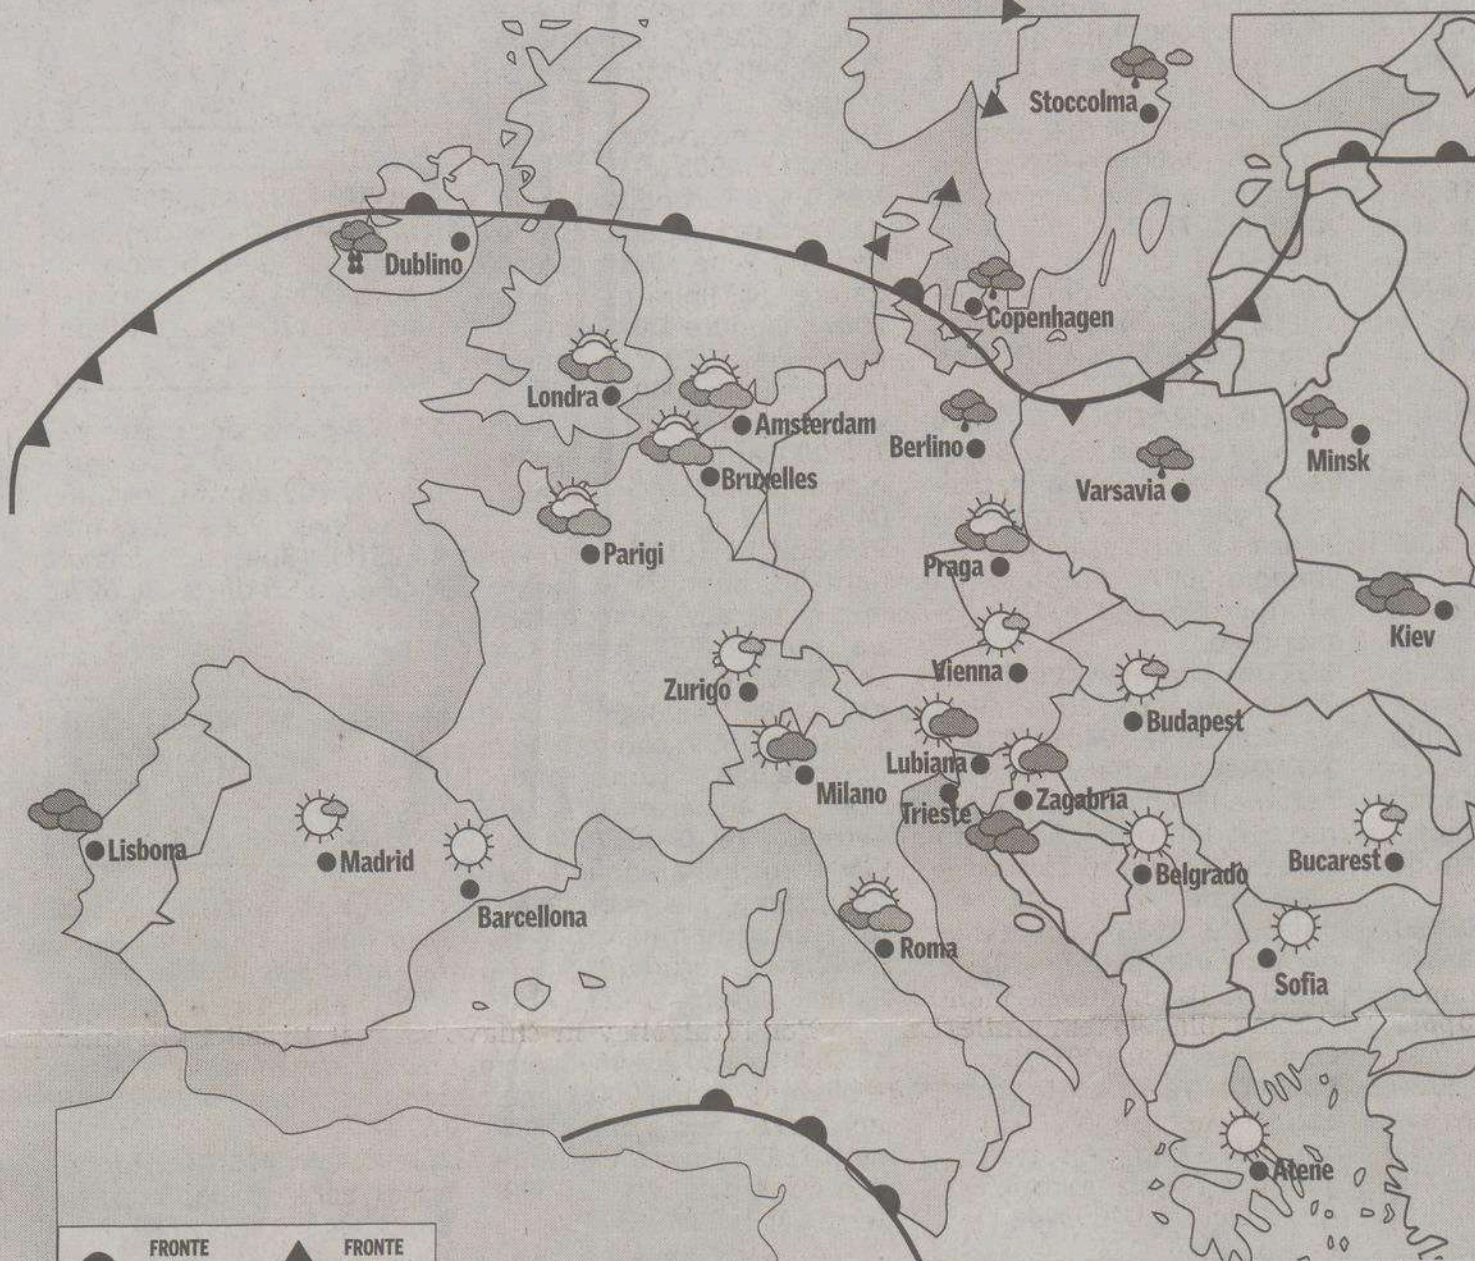 Stoccolma
Dublino
Copenhagen
Londra
Amsterdam
Berlino
Minsk
Bruxelles
Varsavia
Parigi
Praga
Kiev
Vienna
Zurigo
Budapest
Lubiana
Milano
Zagabria
Trieste
Lisbona
Madrid
Bucarest
Belgrado
Barcellona
Roma
Sofia
Atene
FRONTE
FRONTE